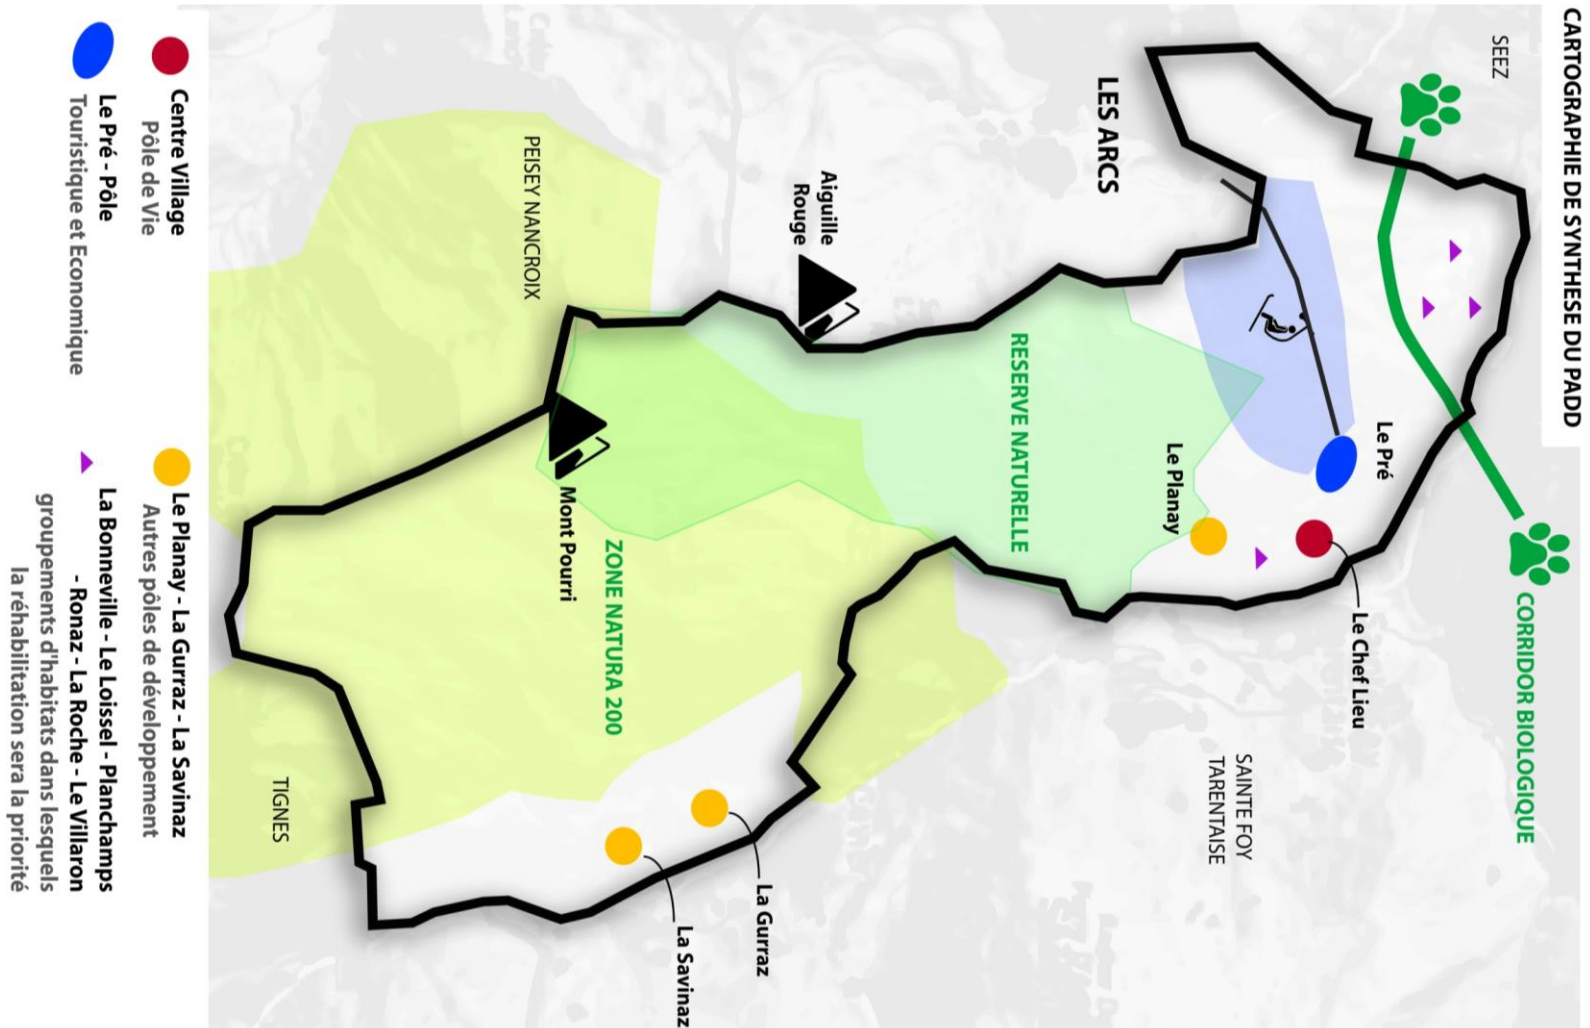 CARTOGRAPHIE DE SYNTHESE DU PADD
SEEZ
CORRIDOR BIOLOGIQUE
Le Pré
Le Chef Lieu
SAINTE FOY
TARENTAISE
Le Planay
LES ARCS
RESERVE NATURELLE
Aiguille
Rouge
La Gurraz
La Savinaz
ZONE NATURA 200
Mont Pourri
PEISEY NANCROIX
TIGNES
Centre Village
Pôle de Vie
Le Pré - Pôle
Touristique et Economique
Le Planay - La Gurraz - La Savinaz
Autres pôles de développement
La Bonneville - Le Loissel - Planchamps
- Ronaz - La Roche - Le Villaron
groupements d'habitats dans lesquels
la réhabilitation sera la priorité